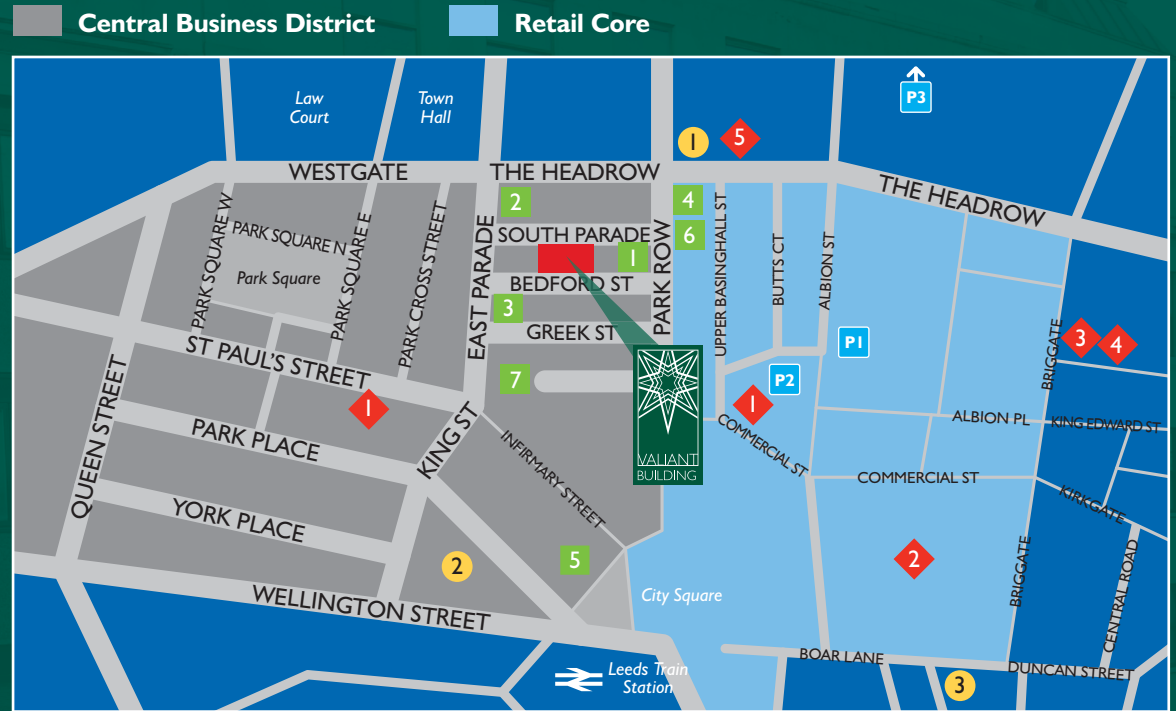 Central Business District
Retail Core
Law
Court
Town
Hall
P3
1
5
WESTGATE
THE HEADROW
THE HEADROW
2
4
PARK SQUARE W
PARK SQUARE N
PARK SQUARE E
PARK CROSS STREET
EAST PARADE
SOUTH PARADE
6
1
Park Square
BEDFORD ST
PARK ROW
UPPER BASINGHALL ST
BUTTS CT
ALBION ST
3
GREEK ST
P1
BRIGGATE
3
4
ST PAUL'S STREET
7
P2
1
1
VALIANT
BUILDING
QUEEN STREET
PARK PLACE
KING ST
INFIRMARY STREET
COMMERCIAL ST
ALBION PL
KING EDWARD ST
COMMERCIAL ST
KIRKGATE
YORK PLACE
2
5
2
BRIGGATE
CENTRAL ROAD
WELLINGTON STREET
City Square
Leeds Train
Station
BOAR LANE
DUNCAN STREET
3